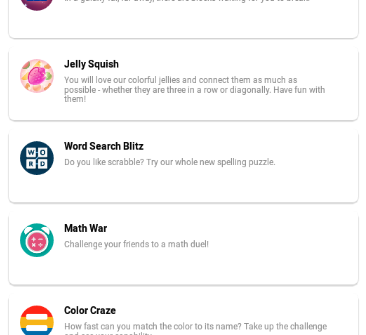 Jelly Squish
You will love our colorful jellies and connect them as much as
possible - whether they are three in a row or diagonally. Have fun with
them!
WO
RD
Word Search Blitz
Do you like scrabble? Try our whole new spelling puzzle.
Math War
Challenge your friends to a math duel!
Color Craze
How fast can you match the color to its name? Take up the challenge